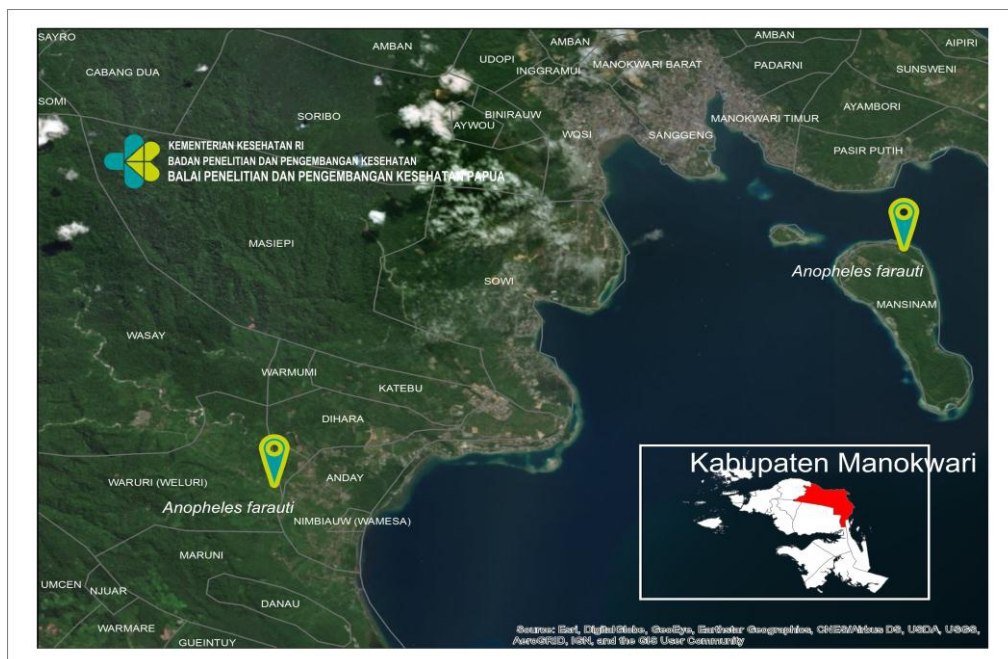 SAYRO
AMBAN
UDOPI
AMBAN
AMBAN
AIPIRI
CABANG DUA
INGGRAMUI
MANOKWARI BARAT
PADARNI
SUNSWENI
SOMI
SORIBO
AYWOU
BINIRAUW
WOSI
SANGGENG
MANOKWARI TIMUR
AYAMBORI
PASIR PUTIH
KEMENTERIAN KESEHATAN RI
BADAN PENELITIAN DAN PENGEMBANGAN KESEHATAN
BALAI PENELITIAN DAN PENGEMBANGAN KESEHATAN PAPUA
MASIEPI
SOWI
Anopheles farauti
MANSINAM
WASAY
WARMUMI
KATEBU
DIHARA
WARURI (WELURI)
ANDAY
Anopheles farauti
NIMBIAUW (WAMESA)
MARUNI
UMCEN
NJUAR
DANAU
WARMARE
GUEINTUY
Kabupaten Manokwari
Source: Esri, DigitalGlobe, GeoEye, Earthstar Geographics, CNES/Airbus DS, USDA, USGS,
AeroGRID, IGN, and the GIS User Community